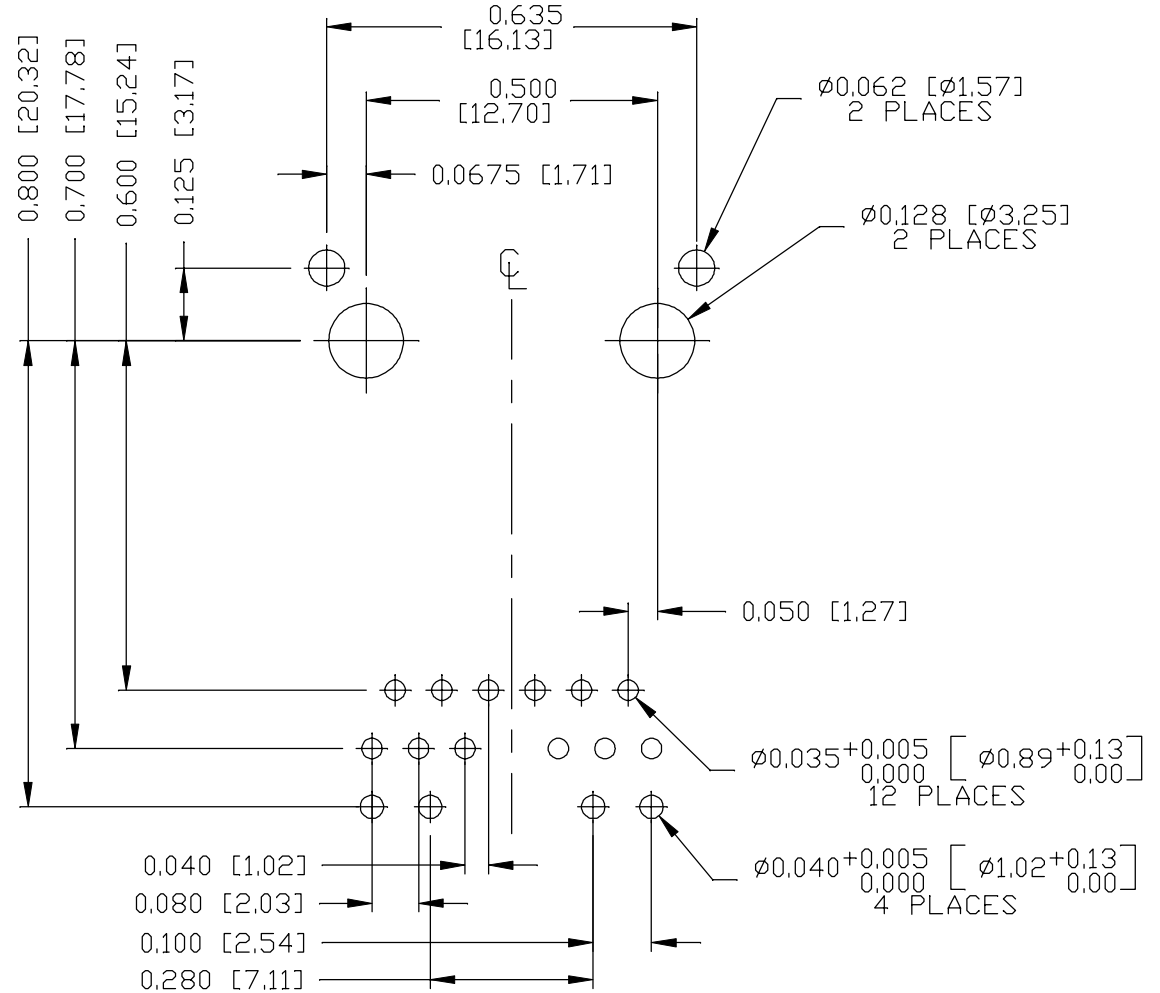 0.635
[16.13]
0.500
[12.70]
0.0675 [1.71]
0.800 [20.32]
0.700 [17.78]
0.600 [15.24]
0.125 [3.17]
ø0.062 [ø1.57]
2 PLACES
ø0.128 [ø3.25]
2 PLACES
CL
0.050 [1.27]
ø0.035+0.005 [ø0.89+0.13]
0.000 0.00
12 PLACES
ø0.040+0.005 [ø1.02+0.13]
0.000 0.00
4 PLACES
0.040 [1.02]
0.080 [2.03]
0.100 [2.54]
0.280 [7.11]